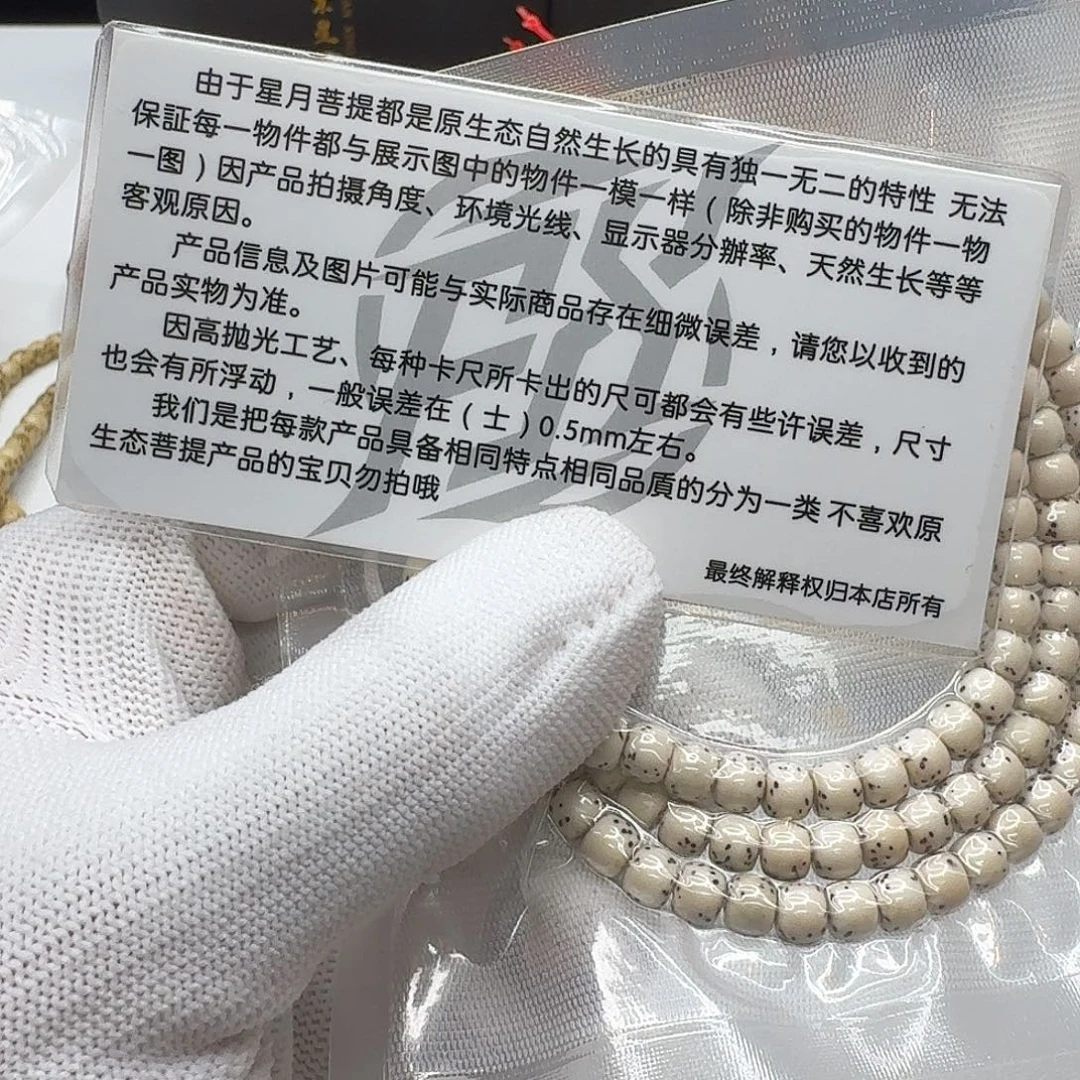 由于星月菩提都是原生态自然生长的具有独一无二的特性 无法
保証每一物件都与展示图中的物件一模一样（除非购买的物件一物
一图）因产品拍摄角度、环境光线、显示器分辦率、天然生长等等
客观原因。
产品信息及图片可能与实际商品存在细微误差，请您以收到的
产品实物为准。
因高抛光工艺、每种卡尺所卡出的尺可都会有些许误差，尺寸
也会有所浮动，一般误差在（士）0.5mm左右。
我们是把每款产品具备相同特点相同品质的分为一类 不喜欢原
生态菩提产品的宝贝勿拍哦
最终解释权归本店所有